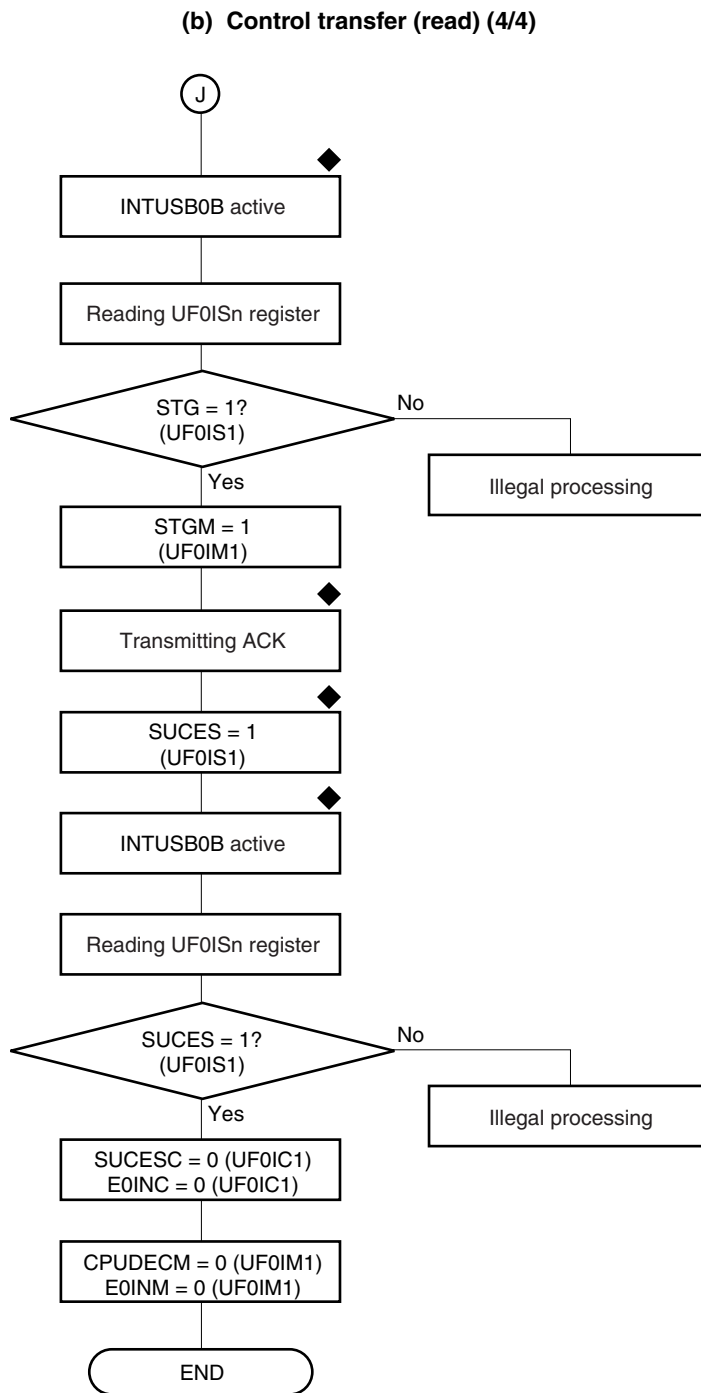 (b) Control transfer (read) (4/4)
J
INTUSB0B active
Reading UF0ISn register
STG = 1?
(UF0IS1)
No
Illegal processing
Yes
STGM = 1
(UF0IM1)
Transmitting ACK
SUCES = 1
(UF0IS1)
INTUSB0B active
Reading UF0ISn register
SUCES = 1?
(UF0IS1)
No
Illegal processing
Yes
SUCESC = 0 (UF0IC1)
E0INC = 0 (UF0IC1)
CPUDECM = 0 (UF0IM1)
E0INM = 0 (UF0IM1)
END